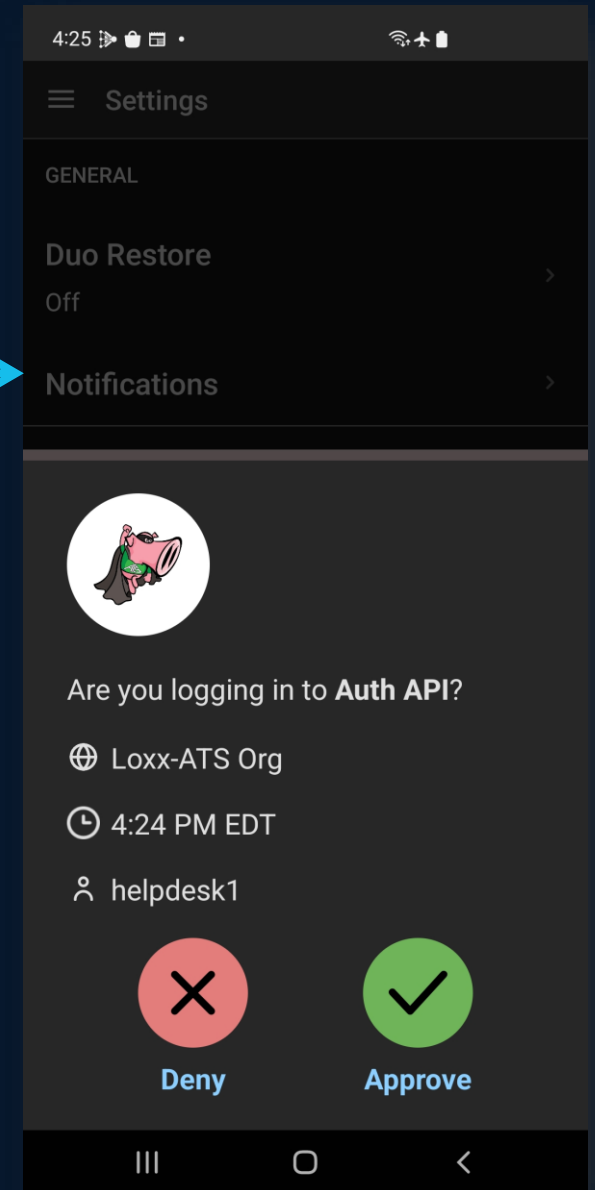 4:25
Settings
GENERAL
Duo Restore
Off
Notifications
Are you logging in to Auth API?
Loxx-ATS Org
4:24 PM EDT
helpdesk1
Deny
Approve